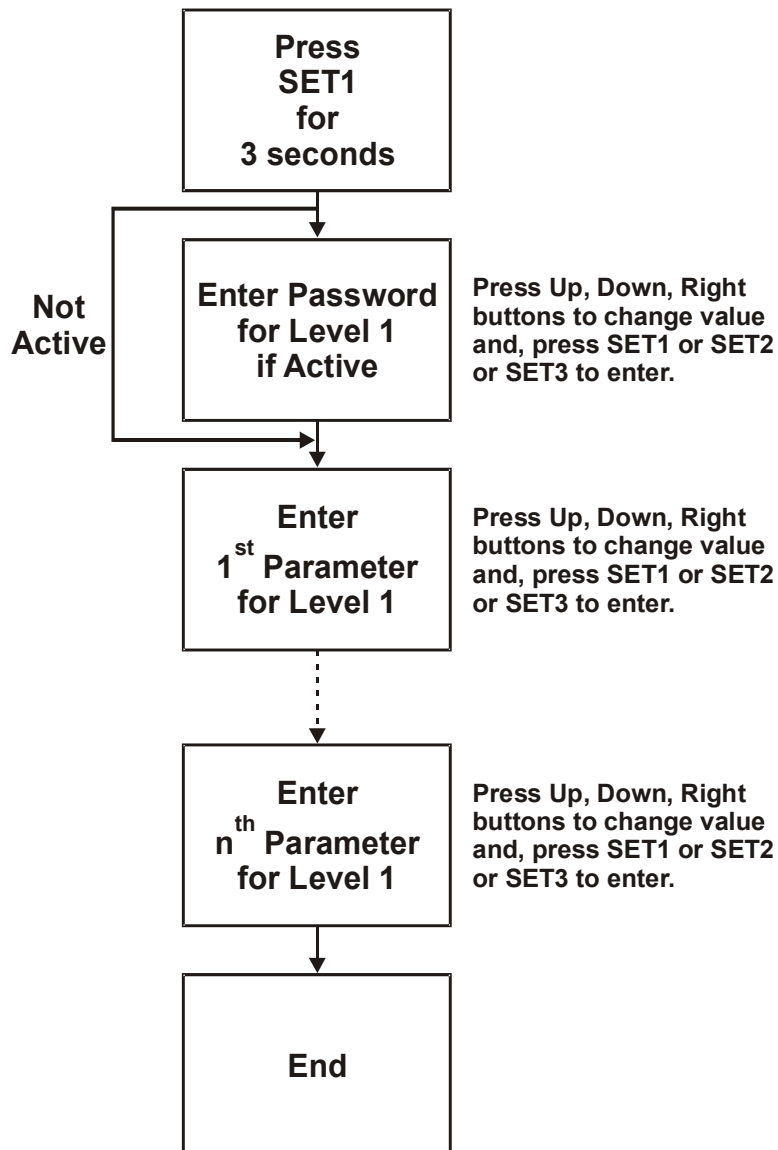 Press
SET1
for
3 seconds
Not
Active
Enter Password
for Level 1
if Active
Press Up, Down, Right
buttons to change value
and, press SET1 or SET2
or SET3 to enter.
Enter
1st Parameter
for Level 1
Press Up, Down, Right
buttons to change value
and, press SET1 or SET2
or SET3 to enter.
Enter
nth Parameter
for Level 1
Press Up, Down, Right
buttons to change value
and, press SET1 or SET2
or SET3 to enter.
End